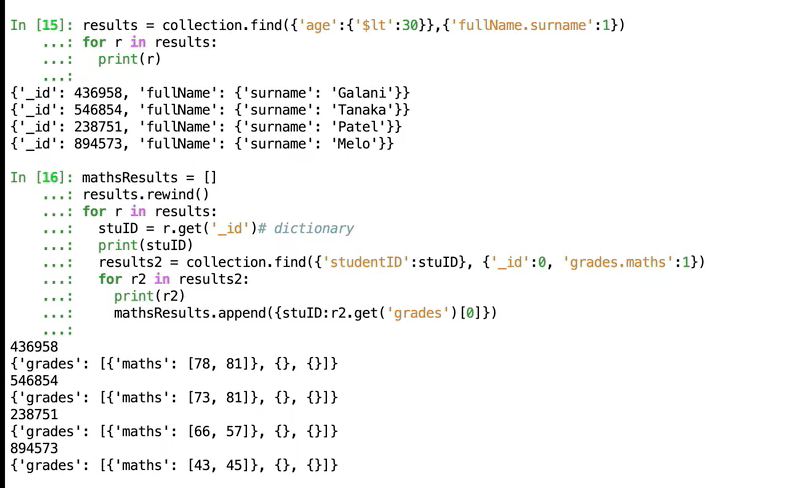 In [15]: results = collection.find({'age':{'$lt':30}},{'fullName.surname':1})
...: for r in results:
...:   print(r)
...:
{'_id': 436958, 'fullName': {'surname': 'Galani'}}
{'_id': 546854, 'fullName': {'surname': 'Tanaka'}}
{'_id': 238751, 'fullName': {'surname': 'Patel'}}
{'_id': 894573, 'fullName': {'surname': 'Melo'}}
In [16]: mathsResults = []
...: results.rewind()
...: for r in results:
...:   stuID = r.get('_id')# dictionary
...:   print(stuID)
...:   results2 = collection.find({'studentID':stuID}, {'_id':0, 'grades.maths':1})
...:   for r2 in results2:
...:     print(r2)
...:     mathsResults.append({stuID:r2.get('grades')[0]})
...:
436958
{'grades': [{'maths': [78, 81]}, {}, {}]}
546854
{'grades': [{'maths': [73, 81]}, {}, {}]}
238751
{'grades': [{'maths': [66, 57]}, {}, {}]}
894573
{'grades': [{'maths': [43, 45]}, {}, {}]}